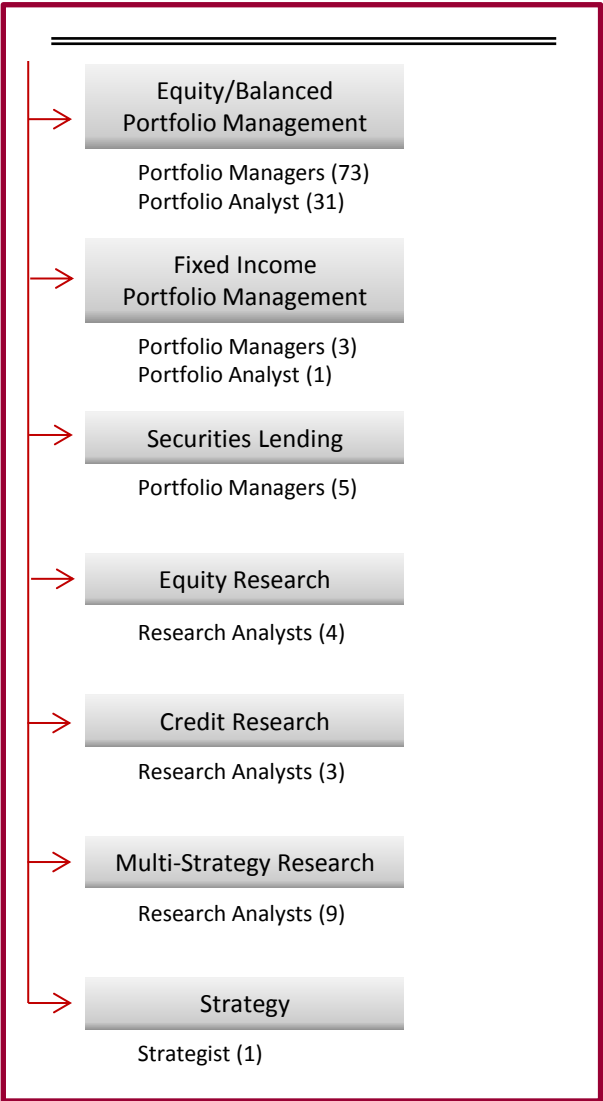 Equity/Balanced
Portfolio Management
Portfolio Managers (73)
Portfolio Analyst (31)
Fixed Income
Portfolio Management
Portfolio Managers (3)
Portfolio Analyst (1)
Securities Lending
Portfolio Managers (5)
Equity Research
Research Analysts (4)
Credit Research
Research Analysts (3)
Multi-Strategy Research
Research Analysts (9)
Strategy
Strategist (1)